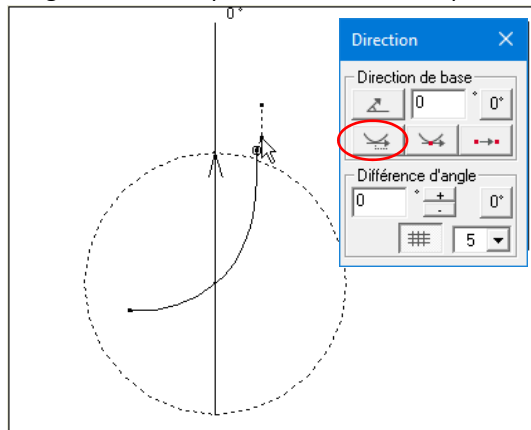 0°
Direction
Direction de base
0 ° 0°
Différence d'angle
0 ° + 0°
-
5